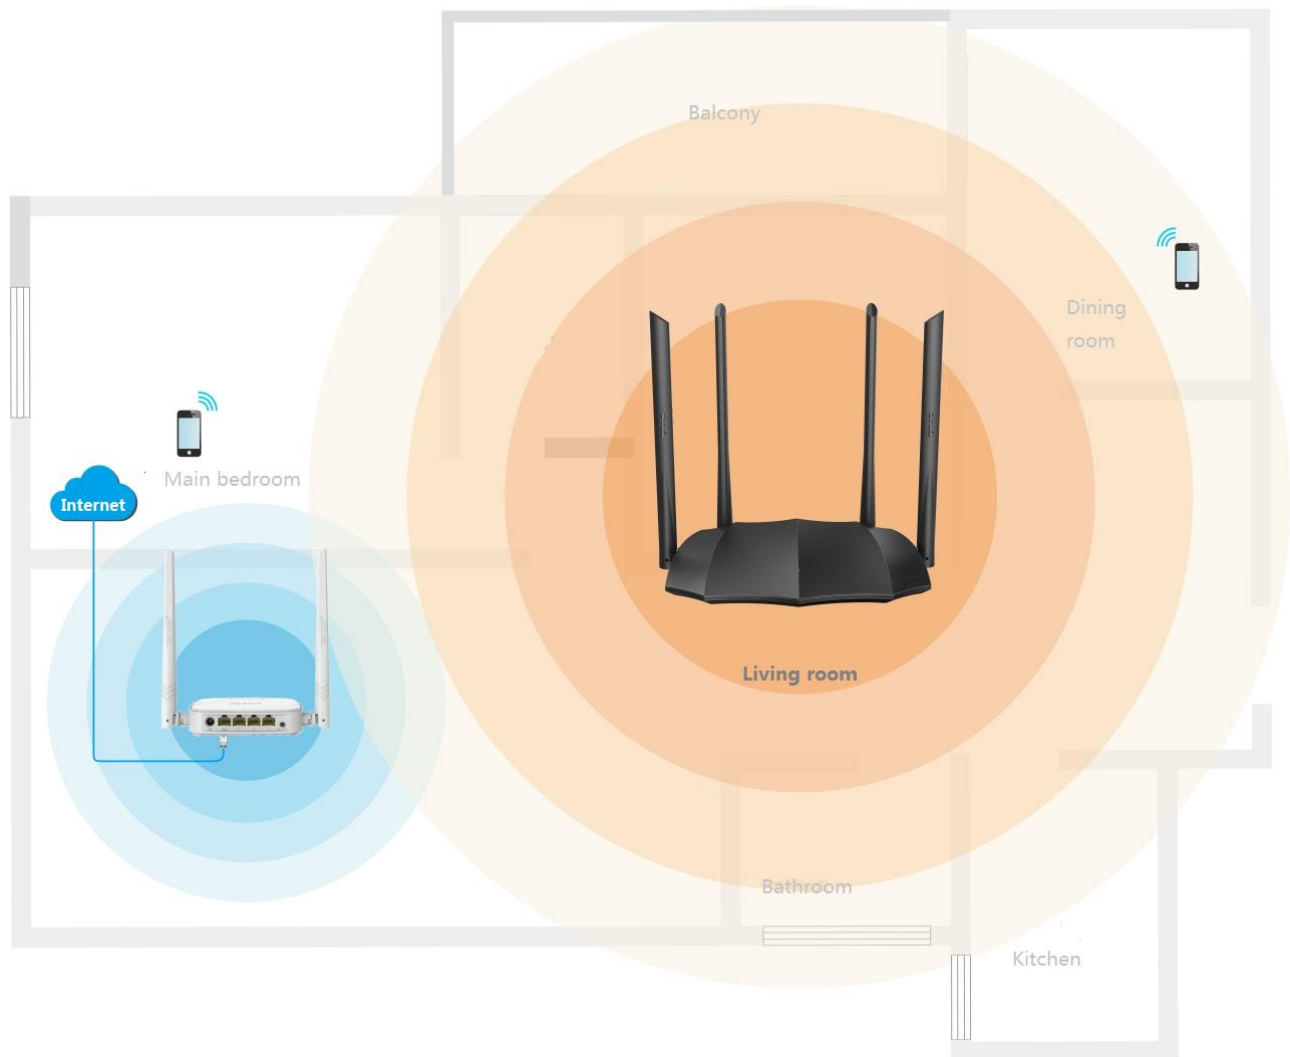 Balcony
Dining
room
Main bedroom
Internet
Living room
Bathroom
Kitchen